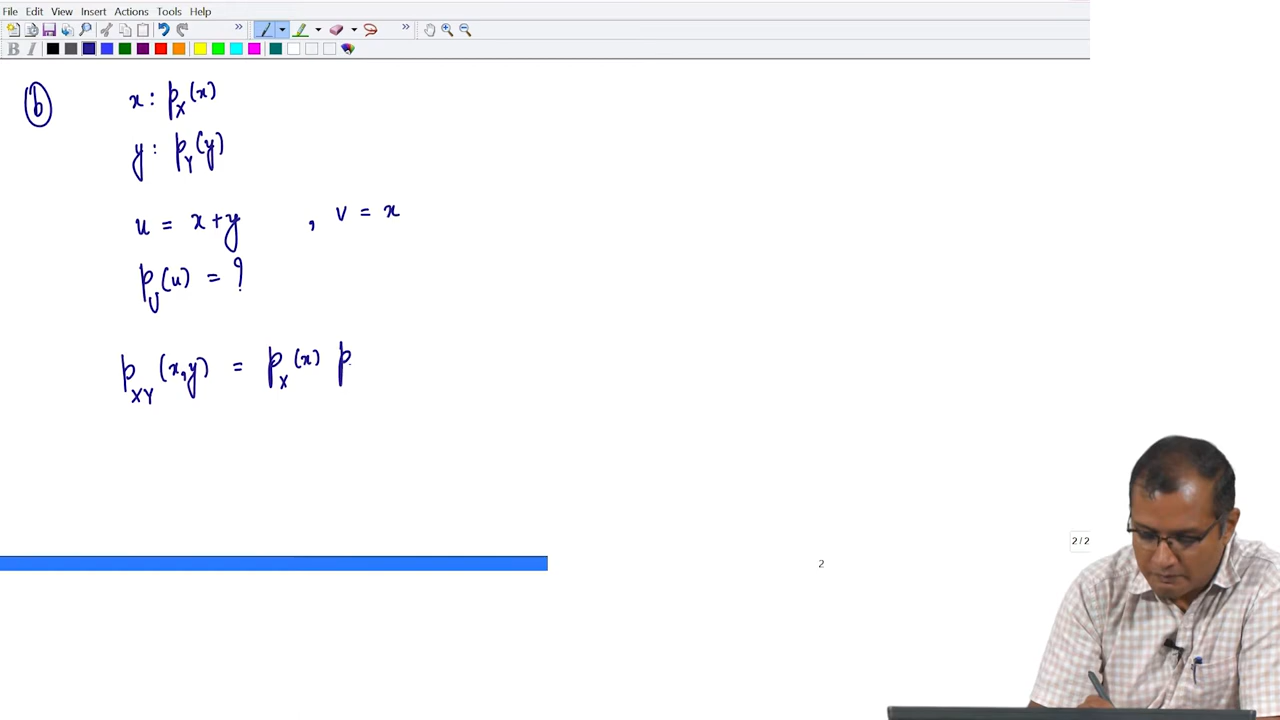 File Edit View Insert Actions Tools Help
» »
B I
(b) x : p_X(x)
y : p_Y(y)
u = x + y , v = x
p_U(u) = ?
p_XY(x,y) = p_X(x) p
2 / 2
2